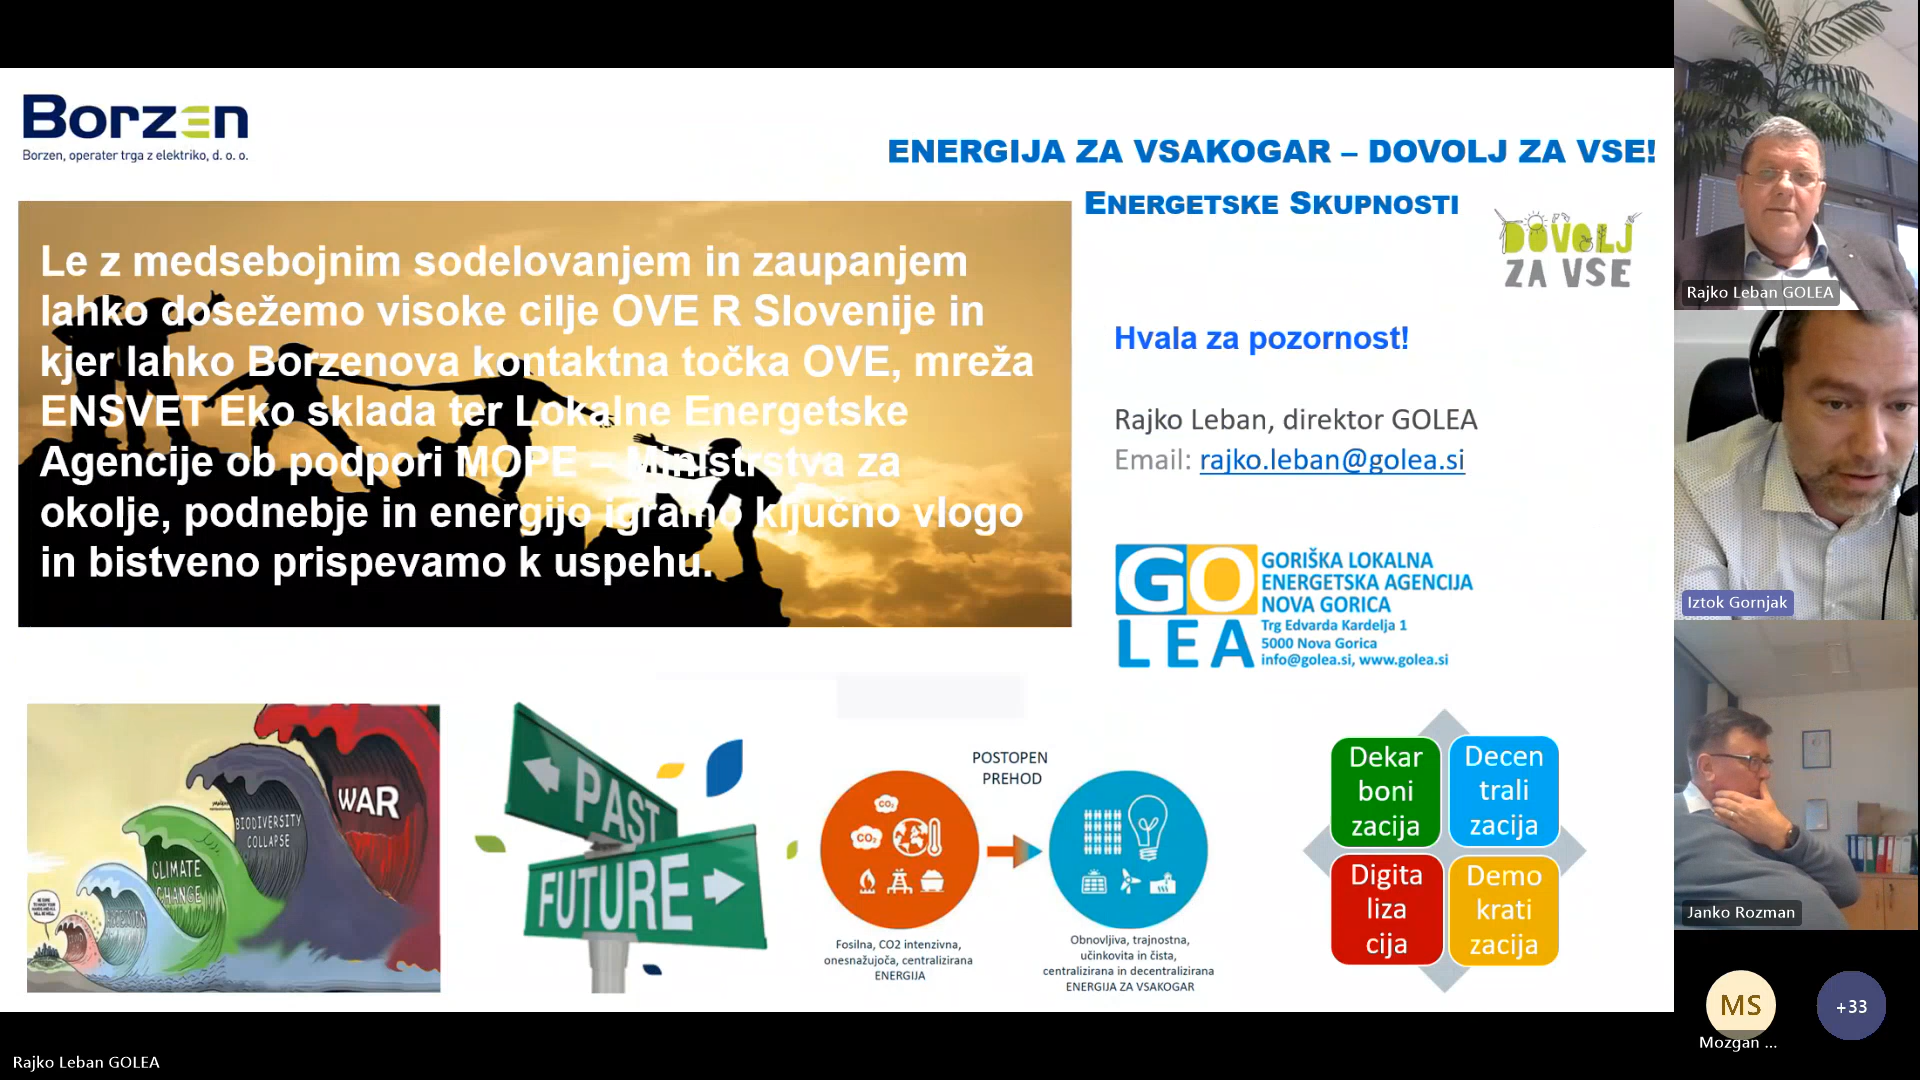 Borzen
Borzen, operater trga z elektriko, d. o. o.
ENERGIJA ZA VSAKOGAR – DOVOLJ ZA VSE!
ENERGETSKE SKUPNOSTI
DOVOLJ
ZA VSE
Le z medsebojnim sodelovanjem in zaupanjem
lahko dosežemo visoke cilje OVE R Slovenije in
kjer lahko Borzenova kontaktna točka OVE, mreža
ENSVET Eko sklada ter Lokalne Energetske
Agencije ob podpori MOPE – Ministrstva za
okolje, podnebje in energijo igramo ključno vlogo
in bistveno prispevamo k uspehu.
Hvala za pozornost!
Rajko Leban, direktor GOLEA
Email: rajko.leban@golea.si
GO
LEA
GORIŠKA LOKALNA
ENERGETSKA AGENCIJA
NOVA GORICA
Trg Edvarda Kardelja 1
5000 Nova Gorica
info@golea.si, www.golea.si
WAR
BIODIVERSITY
COLLAPSE
CLIMATE
CHANGE
PAST
FUTURE
POSTOPEN
PREHOD
CO2
CO2
Fosilna, CO2 intenzivna,
onesnažujoča, centralizirana
ENERGIJA
Obnovljiva, trajnostna,
učinkovita in čista,
centralizirana in decentralizirana
ENERGIJA ZA VSAKOGAR
Dekar
boni
zacija
Decen
trali
zacija
Digita
liza
cija
Demo
krati
zacija
Rajko Leban GOLEA
Iztok Gornjak
Janko Rozman
MS
Mozgan ...
+33
Rajko Leban GOLEA